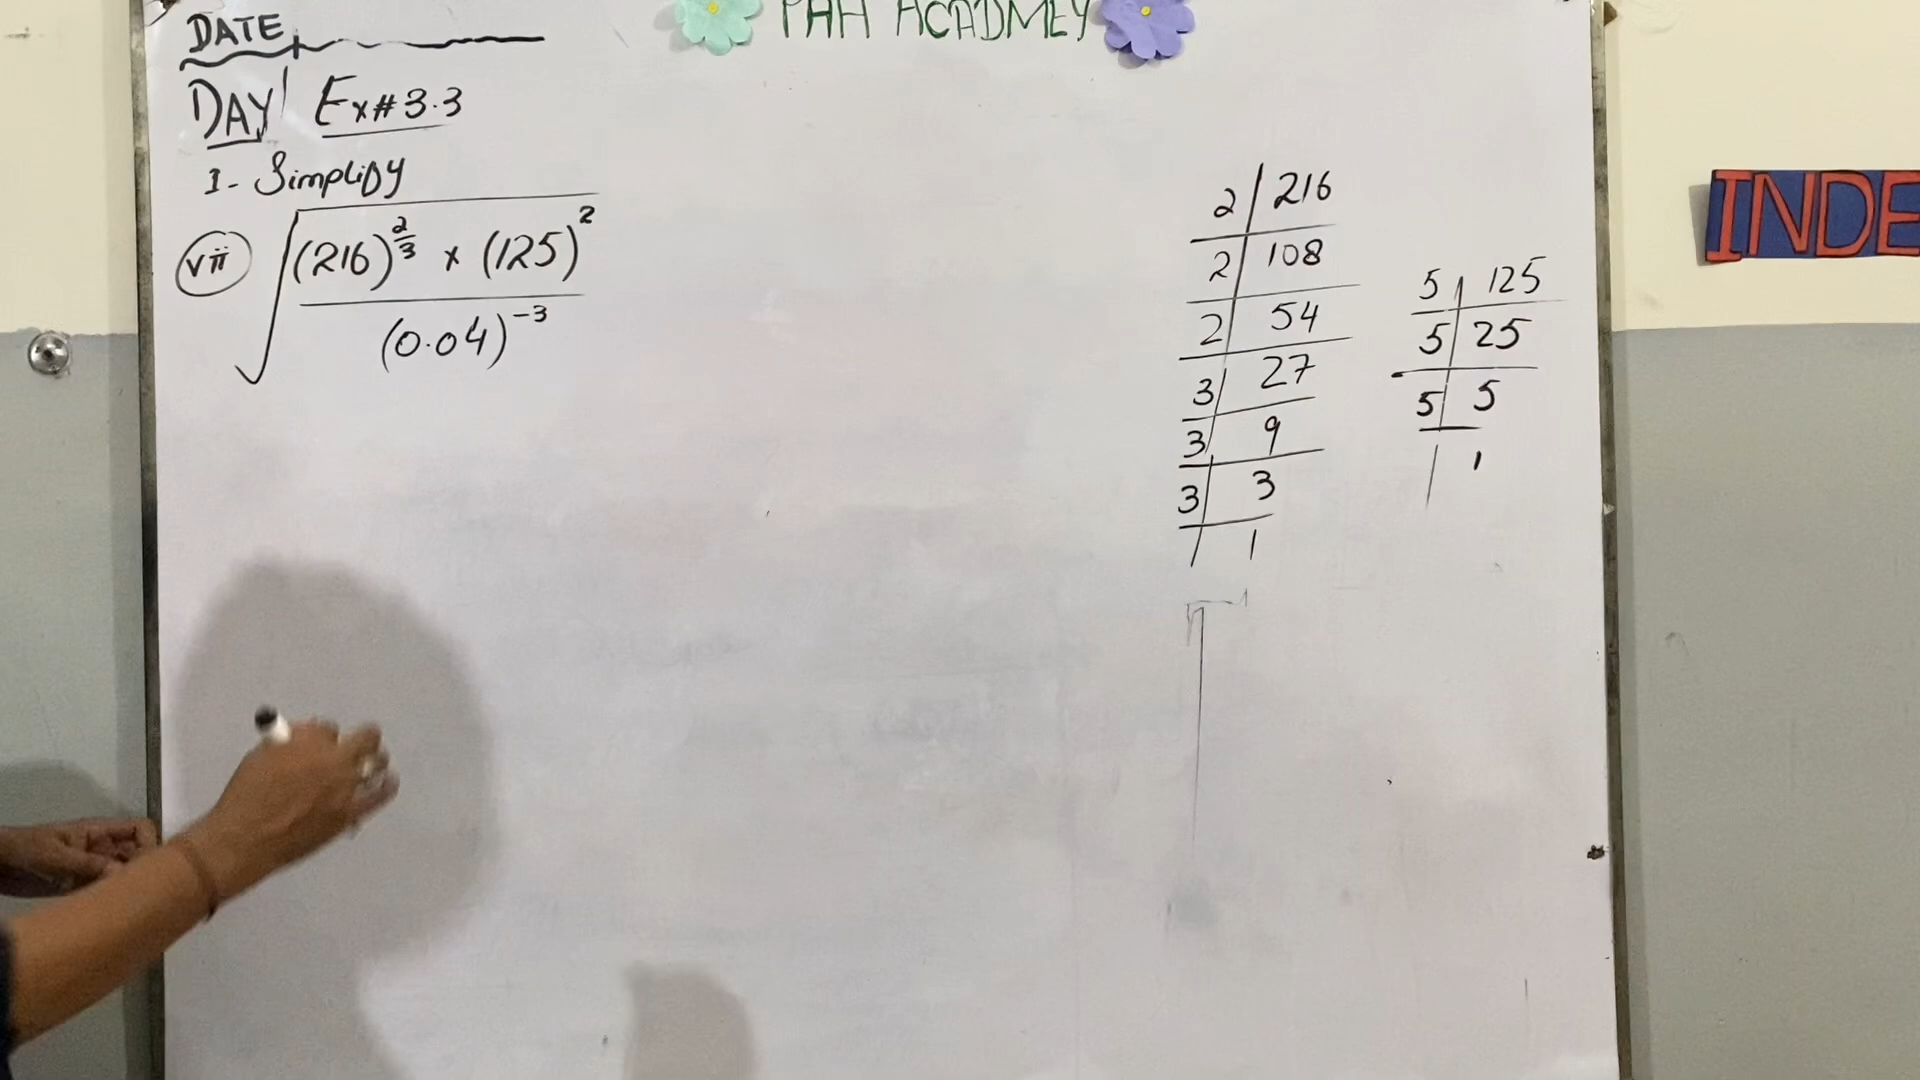 DATE
PAH ACADMEY
DAY Ex#3.3
1- Simplify
vii √((216)^(2/3) × (125)^2 / (0.04)^-3)
2 | 216
2 | 108
2 | 54
3 | 27
3 | 9
3 | 3
| 1
5 | 125
5 | 25
5 | 5
| 1
INDE